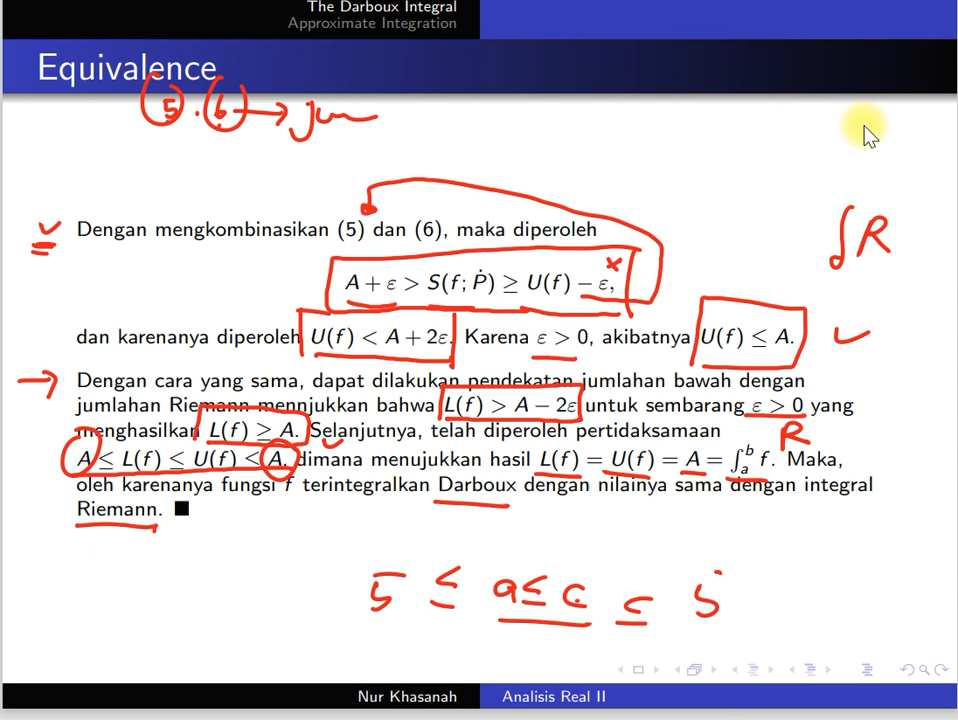 The Darboux Integral
Approximate Integration
Equivalence
5 . 6 → jum
Dengan mengkombinasikan (5) dan (6), maka diperoleh
∫ R
A + ε > S(f; Ṗ) ≥ U(f) − ε,
dan karenanya diperoleh U(f) < A + 2ε. Karena ε > 0, akibatnya U(f) ≤ A.
Dengan cara yang sama, dapat dilakukan pendekatan jumlahan bawah dengan
jumlahan Riemann mennjukkan bahwa L(f) > A − 2ε untuk sembarang ε > 0 yang
menghasilkan L(f) ≥ A. Selanjutnya, telah diperoleh pertidaksamaan
R
A ≤ L(f) ≤ U(f) ≤ A, dimana menujukkan hasil L(f) = U(f) = A = ∫ₐᵇ f. Maka,
oleh karenanya fungsi f terintegralkan Darboux dengan nilainya sama dengan integral
Riemann. ■
5 ≤ a ≤ c ≤ 5
Nur Khasanah
Analisis Real II